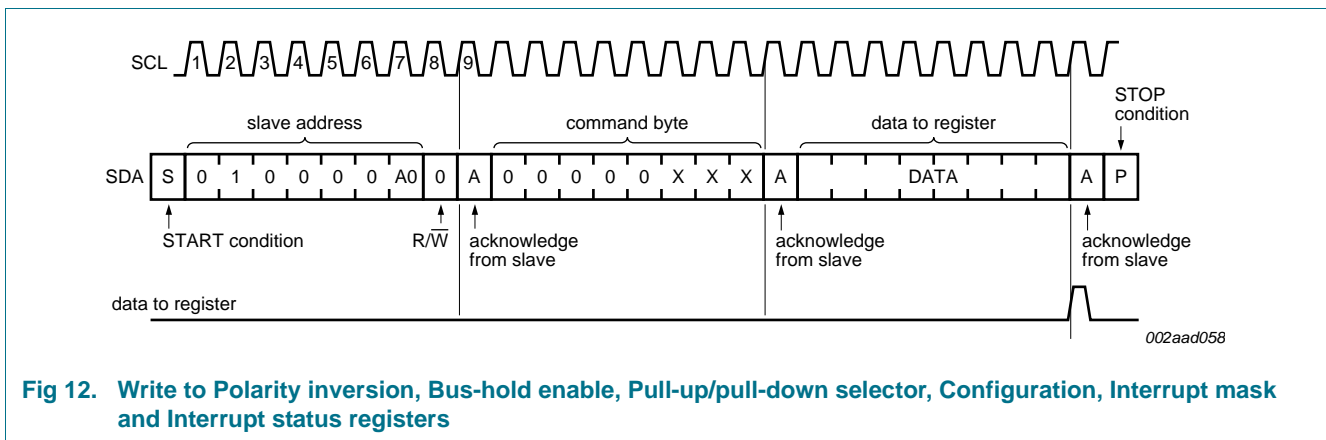 SCL 1 2 3 4 5 6 7 8 9
STOP
condition
slave address command byte data to register
SDA S 0 1 0 0 0 0 A0 0 A 0 0 0 0 0 X X X A DATA A P
START condition R/W acknowledge
from slave
acknowledge
from slave
acknowledge
from slave
data to register
002aad058
Fig 12. Write to Polarity inversion, Bus-hold enable, Pull-up/pull-down selector, Configuration, Interrupt mask
and Interrupt status registers